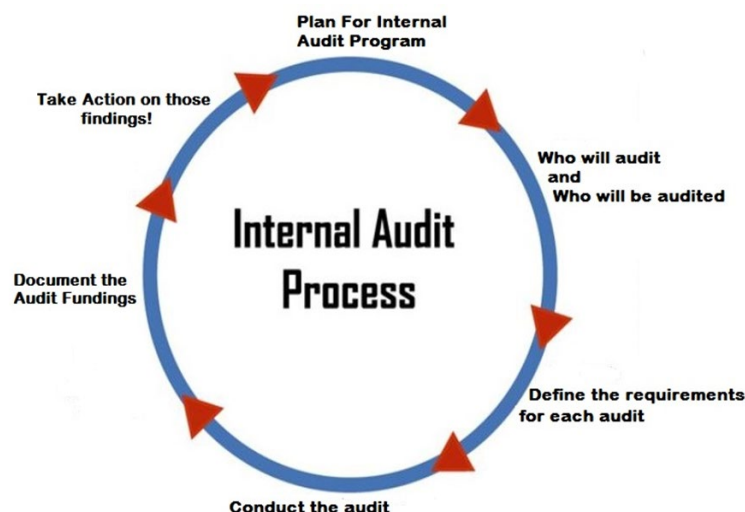 Plan For Internal
Audit Program
Who will audit
and
Who will be audited
Define the requirements
for each audit
Conduct the audit
Document the
Audit Fundings
Take Action on those
findings!
Internal Audit
Process